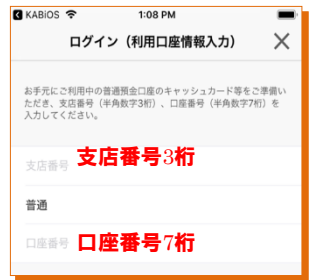 KABiOS 1:08 PM
ログイン（利用口座情報入力）
お手元にご利用中の普通預金口座のキャッシュカード等をご準備い
ただき、支店番号（半角数字3桁）、口座番号（半角数字7桁）を
入力してください。
支店番号 支店番号3桁
普通
口座番号 口座番号7桁